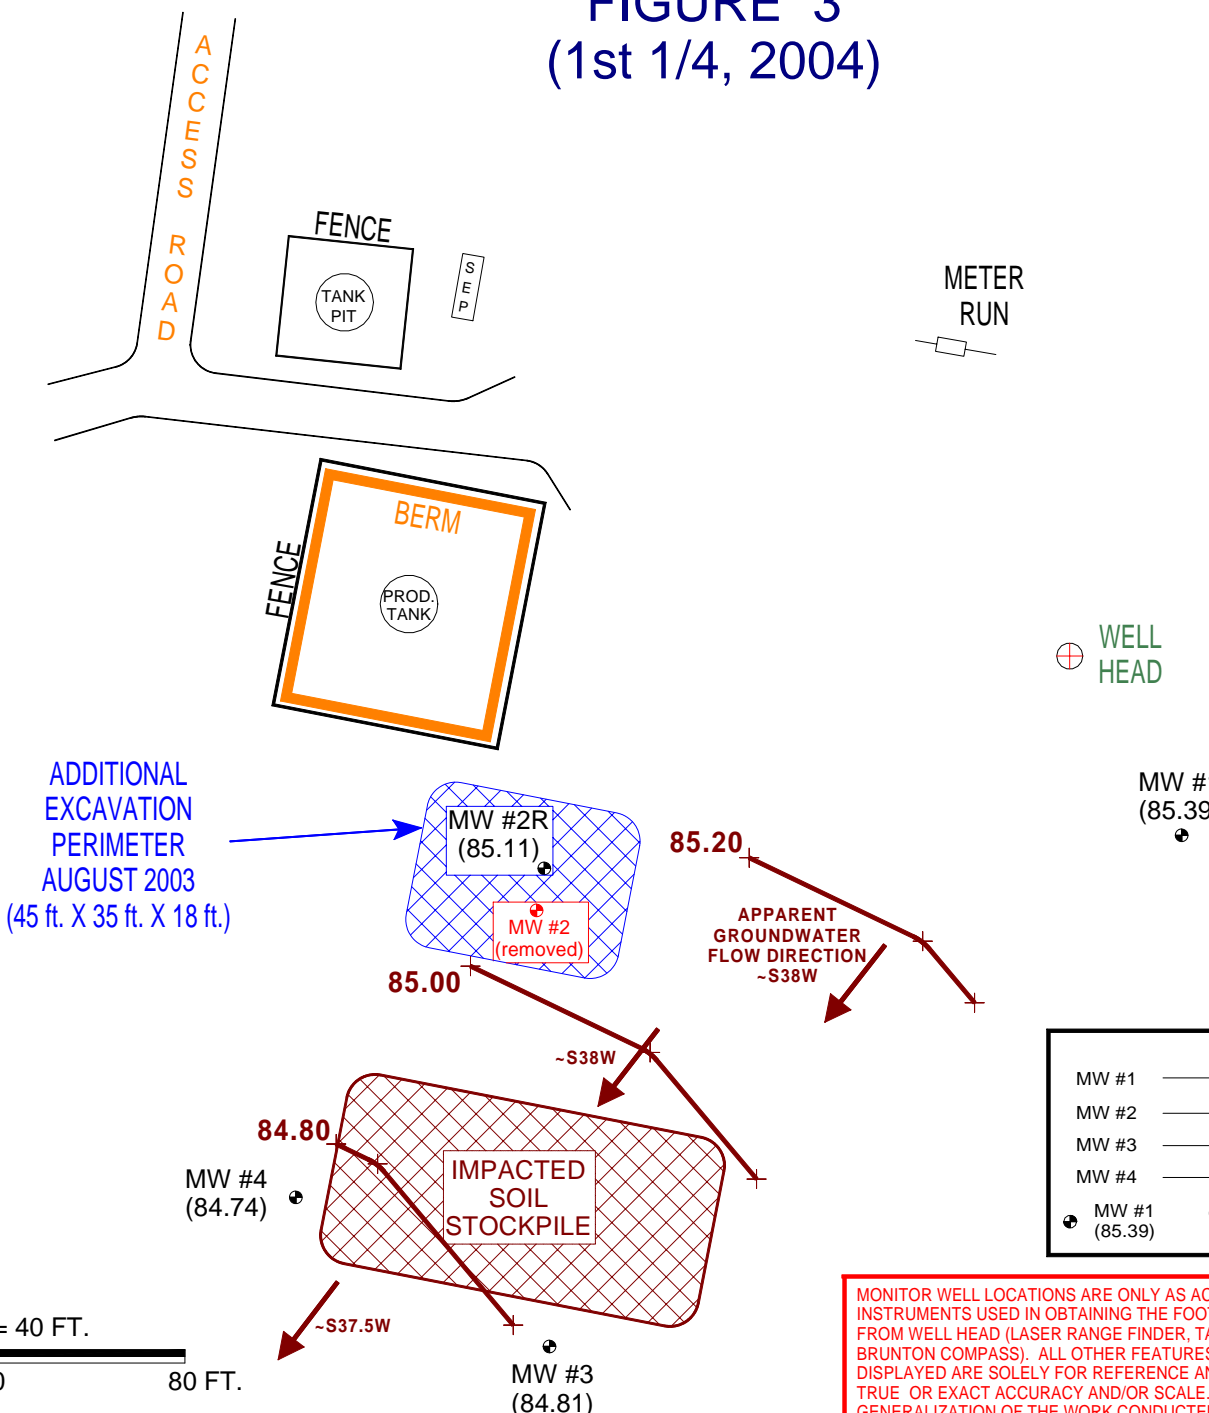 FIGURE 3
(1st 1/4, 2004)
ACCESS ROAD
FENCE
TANK
PIT
SEP
METER
RUN
BERM
FENCE
PROD.
TANK
WELL
HEAD
ADDITIONAL
EXCAVATION
PERIMETER
AUGUST 2003
(45 ft. X 35 ft. X 18 ft.)
MW #2R
(85.11)
MW #2
(removed)
85.20
MW #
(85.39
APPARENT
GROUNDWATER
FLOW DIRECTION
~S38W
85.00
~S38W
84.80
MW #4
(84.74)
IMPACTED
SOIL
STOCKPILE
~S37.5W
MW #3
(84.81)
= 40 FT.
80 FT.
MW #1
MW #2
MW #3
MW #4
MW #1
(85.39)
MONITOR WELL LOCATIONS ARE ONLY AS
INSTRUMENTS USED IN OBTAINING THE
FROM WELL HEAD (LASER RANGE FINDER,
BRUNTON COMPASS). ALL OTHER FEATURES
DISPLAYED ARE SOLELY FOR REFERENCE
TRUE OR EXACT ACCURACY AND/OR SCALE.
GENERALIZATION OF THE WORK CONDUCTED